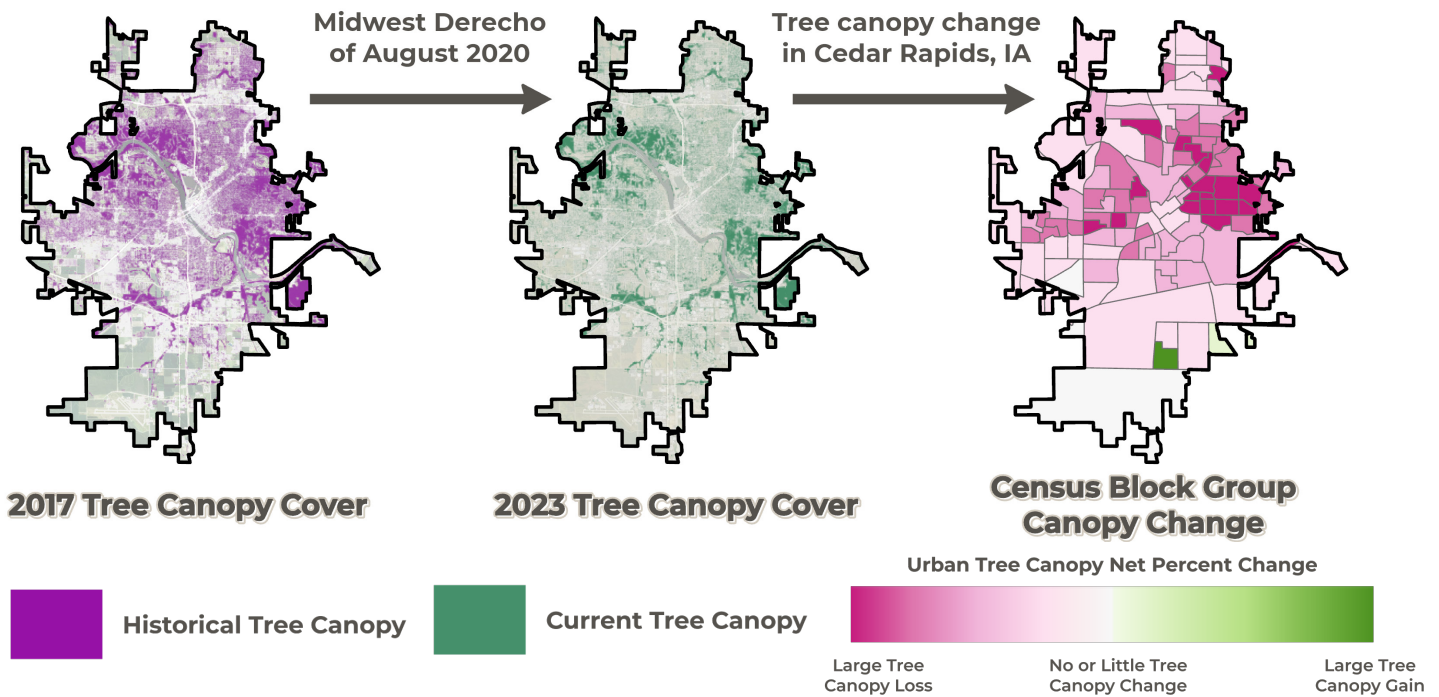 Midwest Derecho
of August 2020
Tree canopy change
in Cedar Rapids, IA
2017 Tree Canopy Cover
2023 Tree Canopy Cover
Census Block Group
Canopy Change
Historical Tree Canopy
Current Tree Canopy
Urban Tree Canopy Net Percent Change
Large Tree
Canopy Loss
No or Little Tree
Canopy Change
Large Tree
Canopy Gain